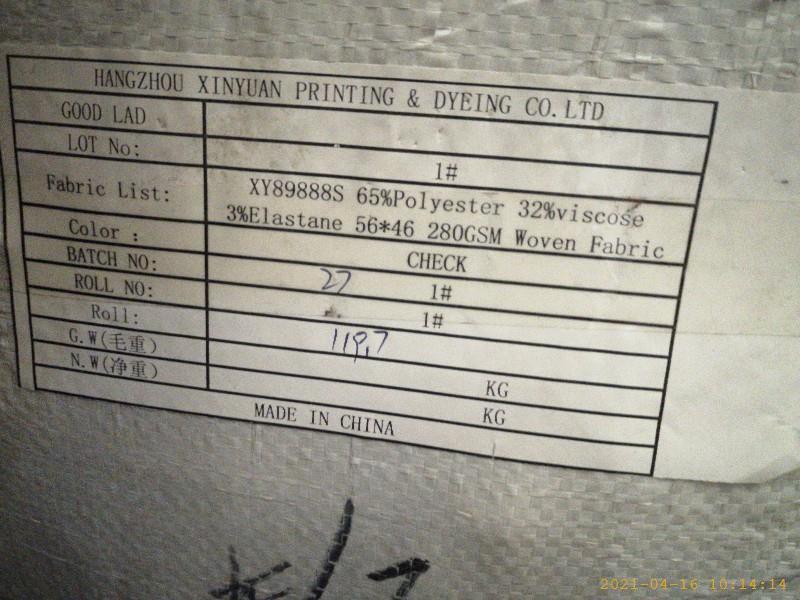 HANGZHOU XINYUAN PRINTING & DYEING CO.LTD
GOOD LAD
LOT No: 1#
Fabric List: XY89888S 65%Polyester 32%viscose
3%Elastane 56*46 280GSM Woven Fabric
Color : CHECK
BATCH NO: 27 1#
ROLL NO: 1#
Roll: 119.7
G.W(毛重) KG
N.W(净重) KG
MADE IN CHINA
2021-04-16 10:14:14